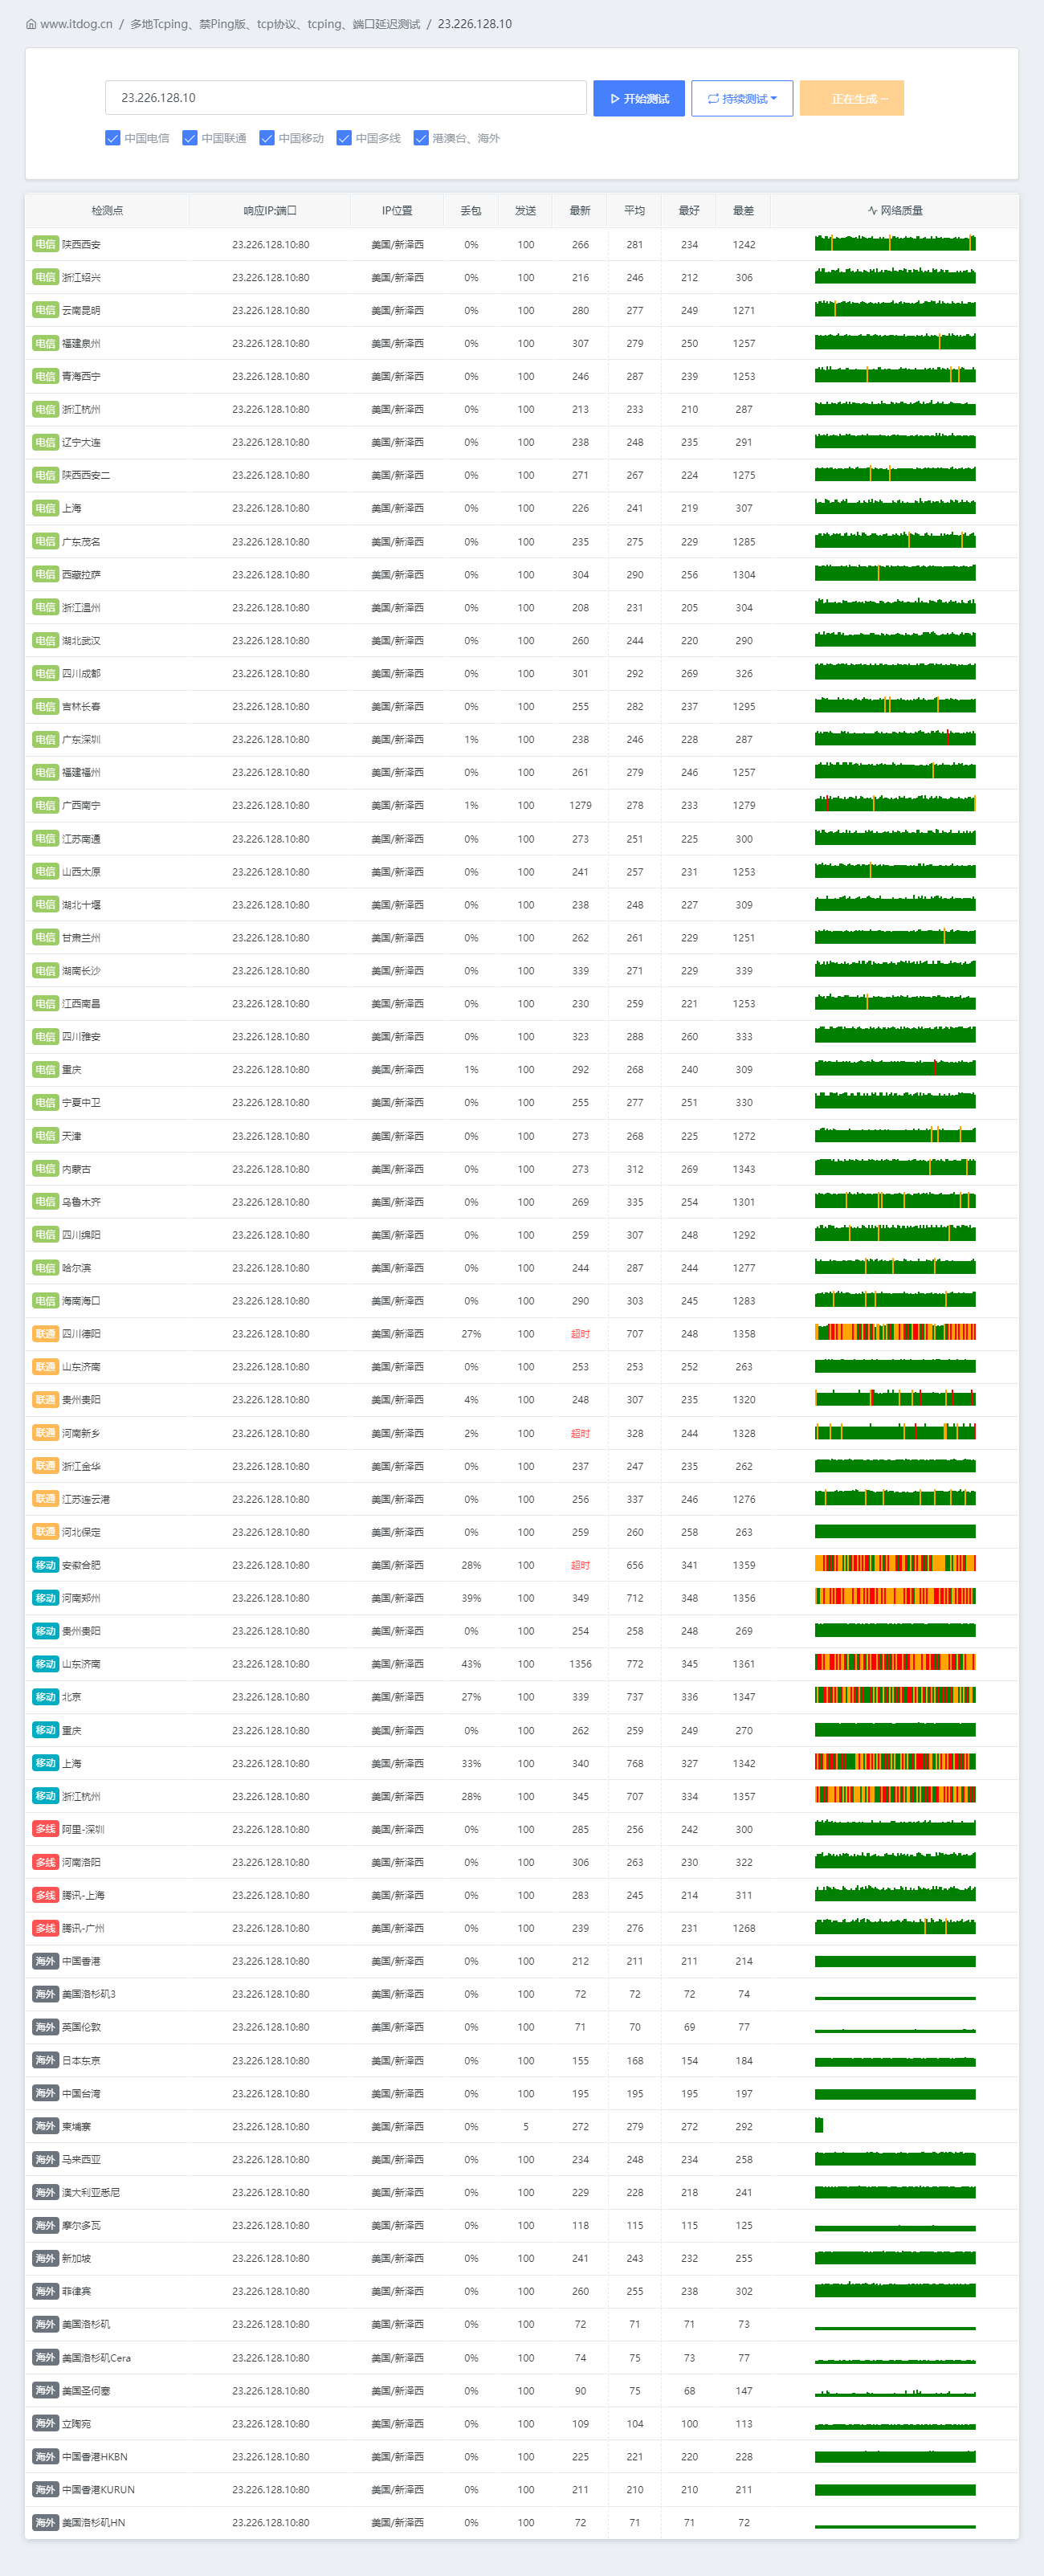 www.itdog.cn / 多地Tcping、禁Ping版、tcp协议、tcping、端口延迟测试 / 23.226.128.10
23.226.128.10 开始测试 持续测试 正在生成 ···
中国电信 中国联通 中国移动 中国多线 港澳台、海外
检测点 响应IP:端口 IP位置 丢包 发送 最新 平均 最好 最差 网络质量
电信 陕西西安 23.226.128.10:80 美国/新泽西 0% 100 266 281 234 1242
电信 浙江绍兴 23.226.128.10:80 美国/新泽西 0% 100 216 246 212 306
电信 云南昆明 23.226.128.10:80 美国/新泽西 0% 100 280 277 249 1271
电信 福建泉州 23.226.128.10:80 美国/新泽西 0% 100 307 279 250 1257
电信 青海西宁 23.226.128.10:80 美国/新泽西 0% 100 246 287 239 1253
电信 浙江杭州 23.226.128.10:80 美国/新泽西 0% 100 213 233 210 287
电信 辽宁大连 23.226.128.10:80 美国/新泽西 0% 100 238 248 235 291
电信 陕西西安二 23.226.128.10:80 美国/新泽西 0% 100 271 267 224 1275
电信 上海 23.226.128.10:80 美国/新泽西 0% 100 226 241 219 307
电信 广东茂名 23.226.128.10:80 美国/新泽西 0% 100 235 275 229 1285
电信 西藏拉萨 23.226.128.10:80 美国/新泽西 0% 100 304 290 256 1304
电信 浙江温州 23.226.128.10:80 美国/新泽西 0% 100 208 231 205 304
电信 湖北武汉 23.226.128.10:80 美国/新泽西 0% 100 260 244 220 290
电信 四川成都 23.226.128.10:80 美国/新泽西 0% 100 301 292 269 326
电信 吉林长春 23.226.128.10:80 美国/新泽西 0% 100 255 282 237 1295
电信 广东深圳 23.226.128.10:80 美国/新泽西 1% 100 238 246 228 287
电信 福建福州 23.226.128.10:80 美国/新泽西 0% 100 261 279 246 1257
电信 广西南宁 23.226.128.10:80 美国/新泽西 1% 100 1279 278 233 1279
电信 江苏南通 23.226.128.10:80 美国/新泽西 0% 100 273 251 225 300
电信 山西太原 23.226.128.10:80 美国/新泽西 0% 100 241 257 231 1253
电信 湖北十堰 23.226.128.10:80 美国/新泽西 0% 100 238 248 227 309
电信 甘肃兰州 23.226.128.10:80 美国/新泽西 0% 100 262 261 229 1251
电信 湖南长沙 23.226.128.10:80 美国/新泽西 0% 100 339 271 229 339
电信 江西南昌 23.226.128.10:80 美国/新泽西 0% 100 230 259 221 1253
电信 四川雅安 23.226.128.10:80 美国/新泽西 0% 100 323 288 260 333
电信 重庆 23.226.128.10:80 美国/新泽西 1% 100 292 268 240 309
电信 宁夏中卫 23.226.128.10:80 美国/新泽西 0% 100 255 277 251 330
电信 天津 23.226.128.10:80 美国/新泽西 0% 100 273 268 225 1272
电信 内蒙古 23.226.128.10:80 美国/新泽西 0% 100 273 312 269 1343
电信 乌鲁木齐 23.226.128.10:80 美国/新泽西 0% 100 269 335 254 1301
电信 四川绵阳 23.226.128.10:80 美国/新泽西 0% 100 259 307 248 1292
电信 哈尔滨 23.226.128.10:80 美国/新泽西 0% 100 244 287 244 1277
电信 海南海口 23.226.128.10:80 美国/新泽西 0% 100 290 303 245 1283
联通 四川德阳 23.226.128.10:80 美国/新泽西 27% 100 超时 707 248 1358
联通 山东济南 23.226.128.10:80 美国/新泽西 0% 100 253 253 252 263
联通 贵州贵阳 23.226.128.10:80 美国/新泽西 4% 100 248 307 235 1320
联通 河南新乡 23.226.128.10:80 美国/新泽西 2% 100 超时 328 244 1328
联通 浙江金华 23.226.128.10:80 美国/新泽西 0% 100 237 247 235 262
联通 江苏连云港 23.226.128.10:80 美国/新泽西 0% 100 256 337 246 1276
联通 河北保定 23.226.128.10:80 美国/新泽西 0% 100 259 260 258 263
移动 安徽合肥 23.226.128.10:80 美国/新泽西 28% 100 超时 656 341 1359
移动 河南郑州 23.226.128.10:80 美国/新泽西 39% 100 349 712 348 1356
移动 贵州贵阳 23.226.128.10:80 美国/新泽西 0% 100 254 258 248 269
移动 山东济南 23.226.128.10:80 美国/新泽西 43% 100 1356 772 345 1361
移动 北京 23.226.128.10:80 美国/新泽西 27% 100 339 737 336 1347
移动 重庆 23.226.128.10:80 美国/新泽西 0% 100 262 259 249 270
移动 上海 23.226.128.10:80 美国/新泽西 33% 100 340 768 327 1342
移动 浙江杭州 23.226.128.10:80 美国/新泽西 28% 100 345 707 334 1357
多线 阿里-深圳 23.226.128.10:80 美国/新泽西 0% 100 285 256 242 300
多线 河南洛阳 23.226.128.10:80 美国/新泽西 0% 100 306 263 230 322
多线 腾讯-上海 23.226.128.10:80 美国/新泽西 0% 100 283 245 214 311
多线 腾讯-广州 23.226.128.10:80 美国/新泽西 0% 100 239 276 231 1268
海外 中国香港 23.226.128.10:80 美国/新泽西 0% 100 212 211 211 214
海外 美国洛杉矶3 23.226.128.10:80 美国/新泽西 0% 100 72 72 72 74
海外 英国伦敦 23.226.128.10:80 美国/新泽西 0% 100 71 70 69 77
海外 日本东京 23.226.128.10:80 美国/新泽西 0% 100 155 168 154 184
海外 中国台湾 23.226.128.10:80 美国/新泽西 0% 100 195 195 195 197
海外 柬埔寨 23.226.128.10:80 美国/新泽西 0% 5 272 279 272 292
海外 马来西亚 23.226.128.10:80 美国/新泽西 0% 100 234 248 234 258
海外 澳大利亚悉尼 23.226.128.10:80 美国/新泽西 0% 100 229 228 218 241
海外 摩尔多瓦 23.226.128.10:80 美国/新泽西 0% 100 118 115 115 125
海外 新加坡 23.226.128.10:80 美国/新泽西 0% 100 241 243 232 255
海外 菲律宾 23.226.128.10:80 美国/新泽西 0% 100 260 255 238 302
海外 美国洛杉矶 23.226.128.10:80 美国/新泽西 0% 100 72 71 71 73
海外 美国洛杉矶Cera 23.226.128.10:80 美国/新泽西 0% 100 74 75 73 77
海外 美国圣何塞 23.226.128.10:80 美国/新泽西 0% 100 90 75 68 147
海外 立陶宛 23.226.128.10:80 美国/新泽西 0% 100 109 104 100 113
海外 中国香港HKBN 23.226.128.10:80 美国/新泽西 0% 100 225 221 220 228
海外 中国香港KURUN 23.226.128.10:80 美国/新泽西 0% 100 211 210 210 211
海外 美国洛杉矶HN 23.226.128.10:80 美国/新泽西 0% 100 72 71 71 72